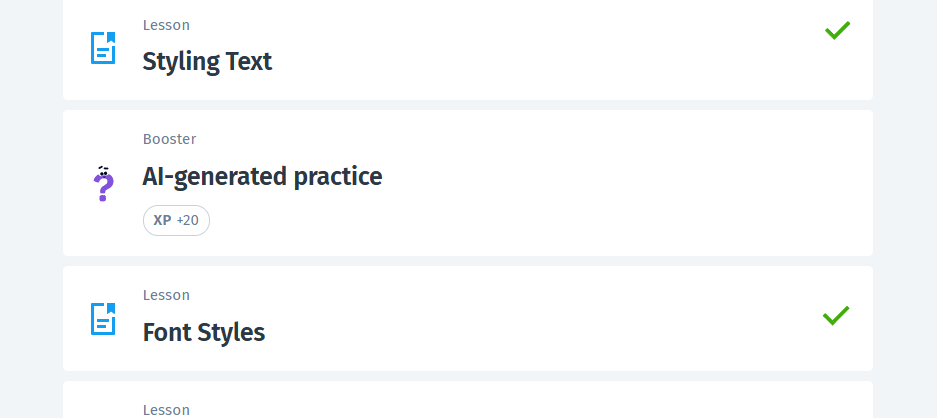 Lesson
Styling Text
Booster
AI-generated practice
XP +20
Lesson
Font Styles
Lesson